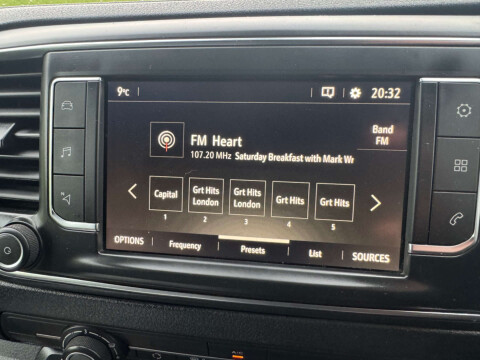 9°C
20:32
FM Heart
107.20 MHz Saturday Breakfast with Mark Wr
Band
FM
Capital
Grt Hits
London
Grt Hits
London
Grt Hits
Grt Hits
1
2
3
4
5
OPTIONS
Frequency
Presets
List
SOURCES
AUTO